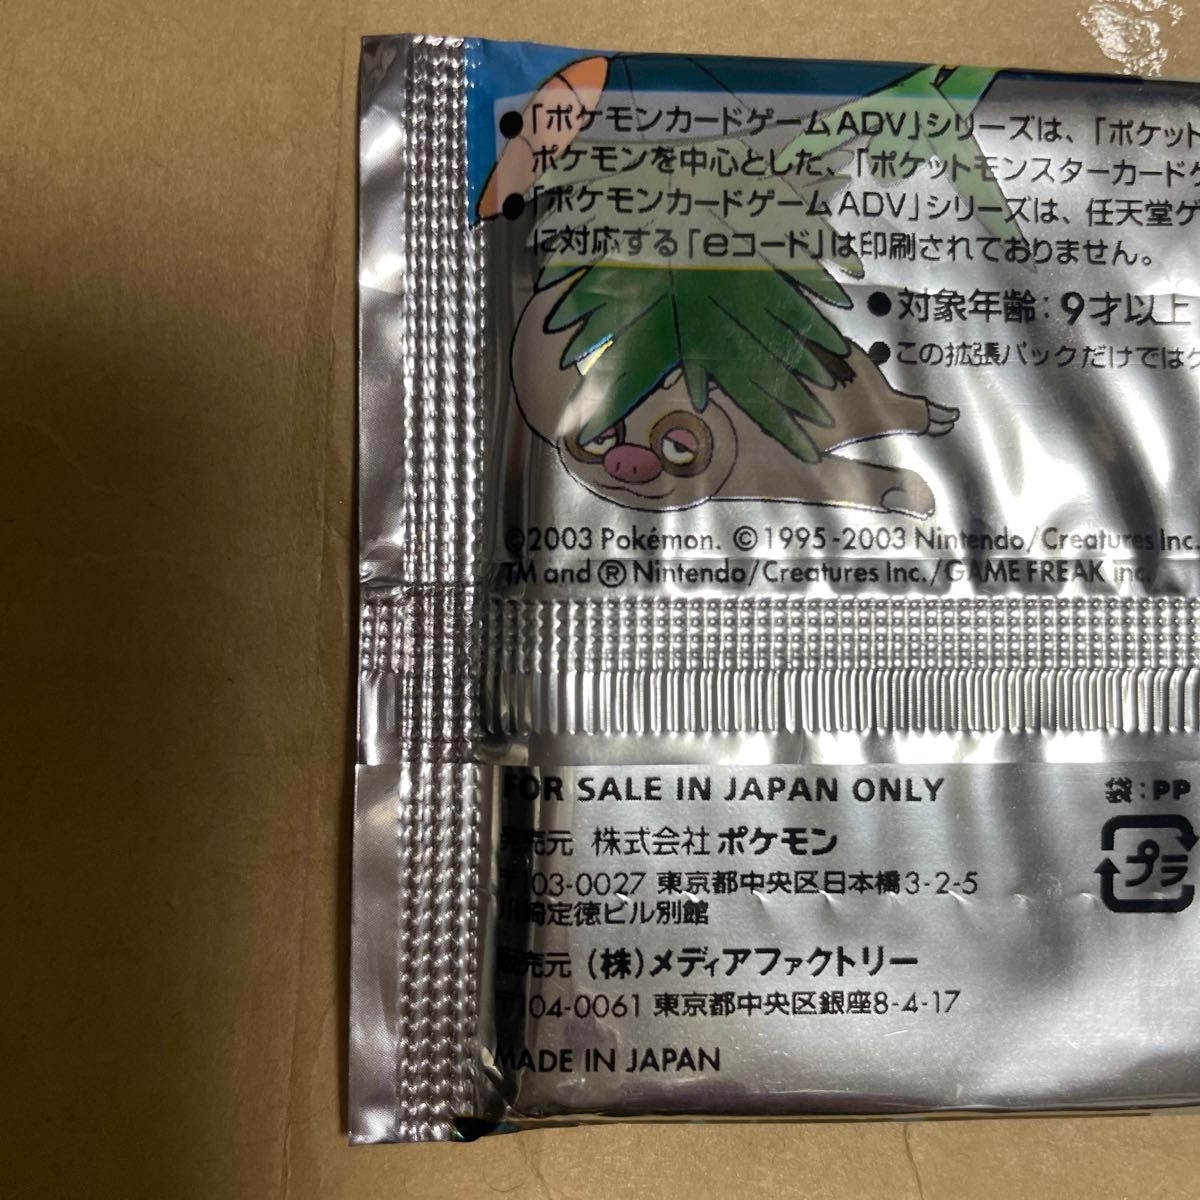 ●「ポケモンカードゲームADV」シリーズは、「ポケット
ポケモンを中心とした、「ポケットモンスターカードゲ
●「ポケモンカードゲームADV」シリーズは、任天堂ゲ
に対応する「eコード」は印刷されておりません。
●対象年齢：9才以上
●この拡張パックだけではゲ
©2003 Pokémon. ©1995-2003 Nintendo/Creatures Inc.
TM and ®Nintendo/Creatures Inc./GAME FREAK inc.
FOR SALE IN JAPAN ONLY
袋：PP
プラ
発売元 株式会社ポケモン
〒103-0027 東京都中央区日本橋3-2-5
川崎定徳ビル別館
販売元 (株)メディアファクトリー
〒104-0061 東京都中央区銀座8-4-17
MADE IN JAPAN